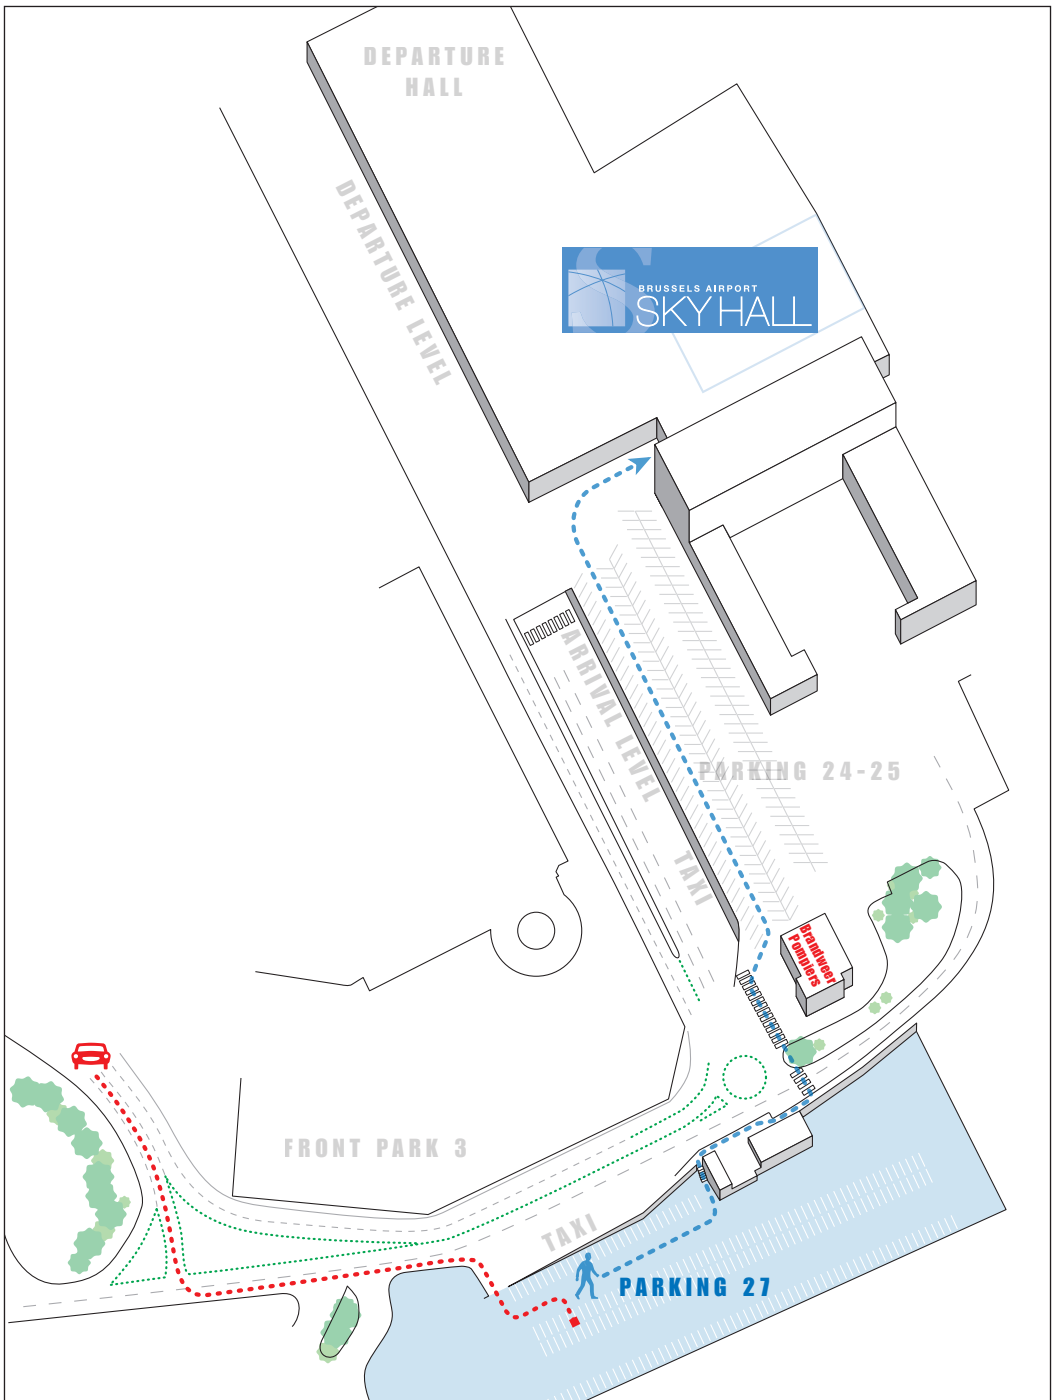 DEPARTURE
HALL
DEPARTURE LEVEL
BRUSSELS AIRPORT
SKY HALL
ARRIVAL LEVEL
PARKING 24-25
TAXI
Brandweer
Pompiers
FRONT PARK 3
TAXI
PARKING 27